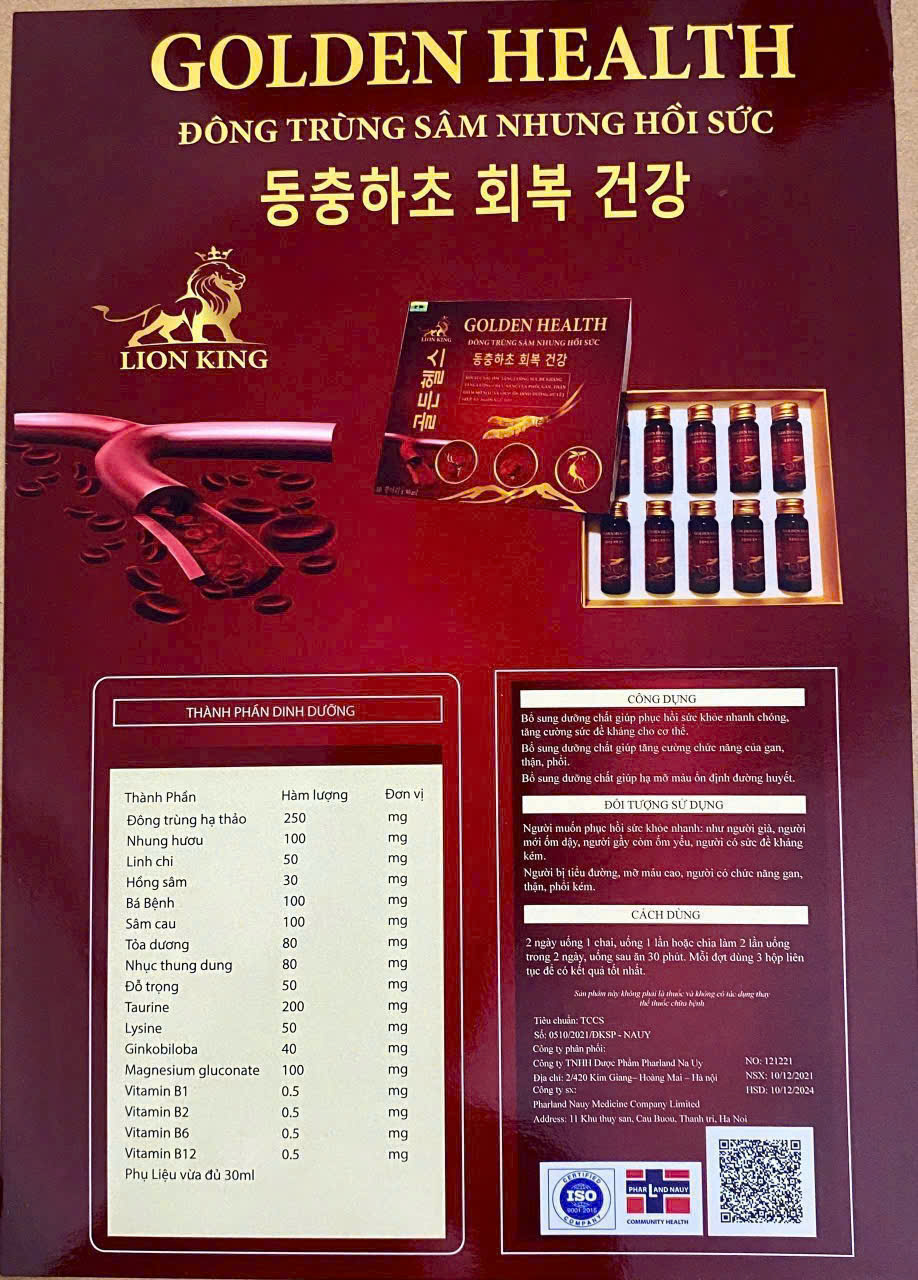 GOLDEN HEALTH
ĐÔNG TRÙNG SÂM NHUNG HỒI SỨC
동충하초 회복 건강
LION KING
LION KING
GOLDEN HEALTH
ĐÔNG TRÙNG SÂM NHUNG HỒI SỨC
동충하초 회복 건강
골든헬스
THÀNH PHẦN DINH DƯỠNG
Thành Phần Hàm lượng Đơn vị
Đông trùng hạ thảo 250 mg
Nhung hươu 100 mg
Linh chi 50 mg
Hồng sâm 30 mg
Bá Bệnh 100 mg
Sâm cau 100 mg
Tỏa dương 80 mg
Nhục thung dung 80 mg
Đỗ trọng 50 mg
Taurine 200 mg
Lysine 50 mg
Ginkobiloba 40 mg
Magnesium gluconate 100 mg
Vitamin B1 0.5 mg
Vitamin B2 0.5 mg
Vitamin B6 0.5 mg
Vitamin B12 0.5 mg
Phụ Liệu vừa đủ 30ml
CÔNG DỤNG
Bổ sung dưỡng chất giúp phục hồi sức khỏe nhanh chóng,
tăng cường sức đề kháng cho cơ thể.
Bổ sung dưỡng chất giúp tăng cường chức năng của gan,
thận, phổi.
Bổ sung dưỡng chất giúp hạ mỡ máu ổn định đường huyết.
ĐỐI TƯỢNG SỬ DỤNG
Người muốn phục hồi sức khỏe nhanh: như người già, người
mới ốm dậy, người gầy còm ốm yếu, người có sức đề kháng
kém.
Người bị tiểu đường, mỡ máu cao, người có chức năng gan,
thận, phổi kém.
CÁCH DÙNG
2 ngày uống 1 chai, uống 1 lần hoặc chia làm 2 lần uống
trong 2 ngày, uống sau ăn 30 phút. Mỗi đợt dùng 3 hộp liên
tục để có kết quả tốt nhất.
Sản phẩm này không phải là thuốc và không có tác dụng thay
thế thuốc chữa bệnh
Tiêu chuẩn: TCCS
Số: 0510/2021/ĐKSP - NAUY
Công ty phân phối:
Công ty TNHH Dược Phẩm Pharland Na Uy NO: 121221
Địa chỉ: 2/420 Kim Giang– Hoàng Mai – Hà nội NSX: 10/12/2021
Công ty sx: HSD: 10/12/2024
Pharland Nauy Medicine Company Limited
Address: 11 Khu thuy san, Cau Buou, Thanh tri, Ha Noi
CERTIFIED
ISO
9001:2015
COMPANY
PHARLAND NAUY
COMMUNITY HEALTH